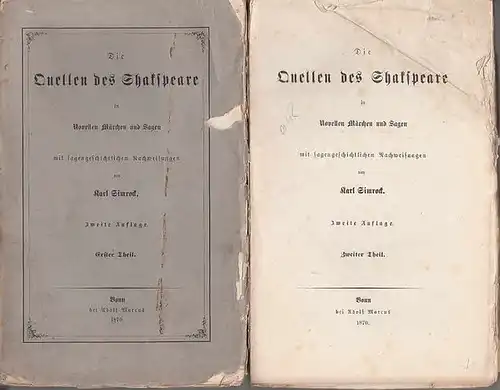 Die
Quellen des Shakspeare
in
Novellen Märchen und Sagen
mit sagengeschichtlichen Nachweisungen
von
Karl Simrock.
Zweite Auflage.
Erster Theil.
Bonn
bei Adolf Marcus
1870.
Die
Quellen des Shakspeare
in
Novellen Märchen und Sagen
mit sagengeschichtlichen Nachweisungen
von
Karl Simrock.
Zweite Auflage.
Zweiter Theil.
Bonn
bei Adolf Marcus
1870.